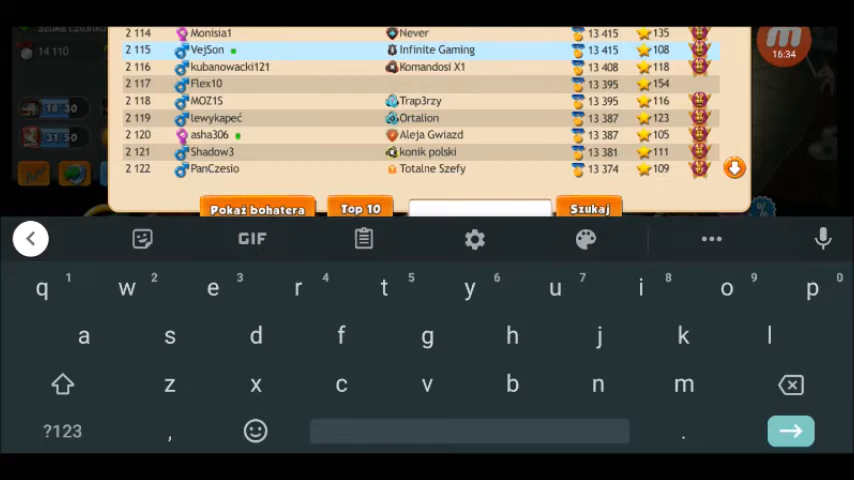 2 114 Monisia1 Never 13 415 135
14 110
2 115 VejSon Infinite Gaming 13 415 108
16:34
2 116 kubanowacki121 Komandosi X1 13 408 118
2 117 Flex10 13 395 154
2 118 MOZ1S Trap3rzy 13 395 116
2 119 lewykapeć Ortalion 13 387 123
2 120 asha306 Aleja Gwiazd 13 387 105
2 121 Shadow3 konik polski 13 381 111
2 122 PanCzesio Totalne Szefy 13 374 109
Pokaż bohatera Top 10 Szukaj
GIF
q 1 w 2 e 3 r 4 t 5 y 6 u 7 i 8 o 9 p 0
a s d f g h j k l
z x c v b n m
?123 , .